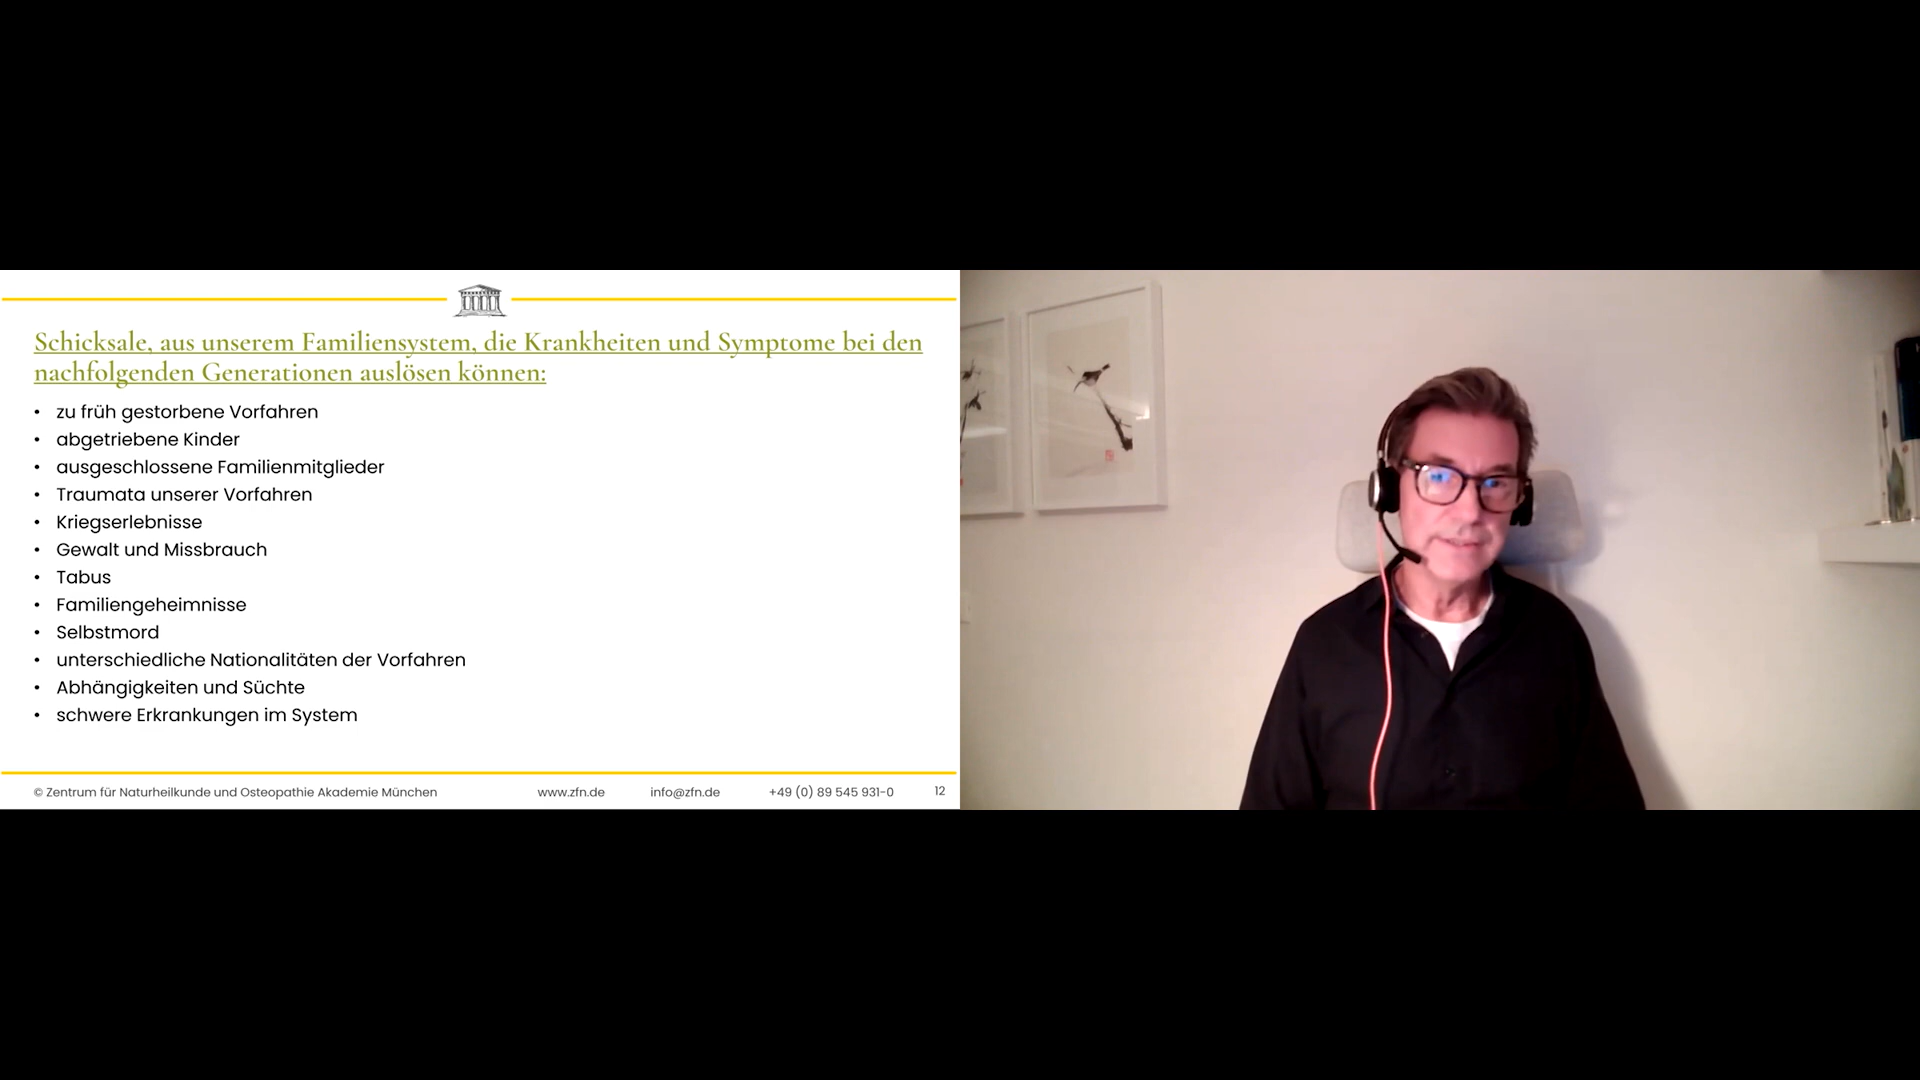 Schicksale, aus unserem Familiensystem, die Krankheiten und Symptome bei den
nachfolgenden Generationen auslösen können:
• zu früh gestorbene Vorfahren
• abgetriebene Kinder
• ausgeschlossene Familienmitglieder
• Traumata unserer Vorfahren
• Kriegserlebnisse
• Gewalt und Missbrauch
• Tabus
• Familiengeheimnisse
• Selbstmord
• unterschiedliche Nationalitäten der Vorfahren
• Abhängigkeiten und Süchte
• schwere Erkrankungen im System
© Zentrum für Naturheilkunde und Osteopathie Akademie München www.zfn.de info@zfn.de +49 (0) 89 545 931-0 12